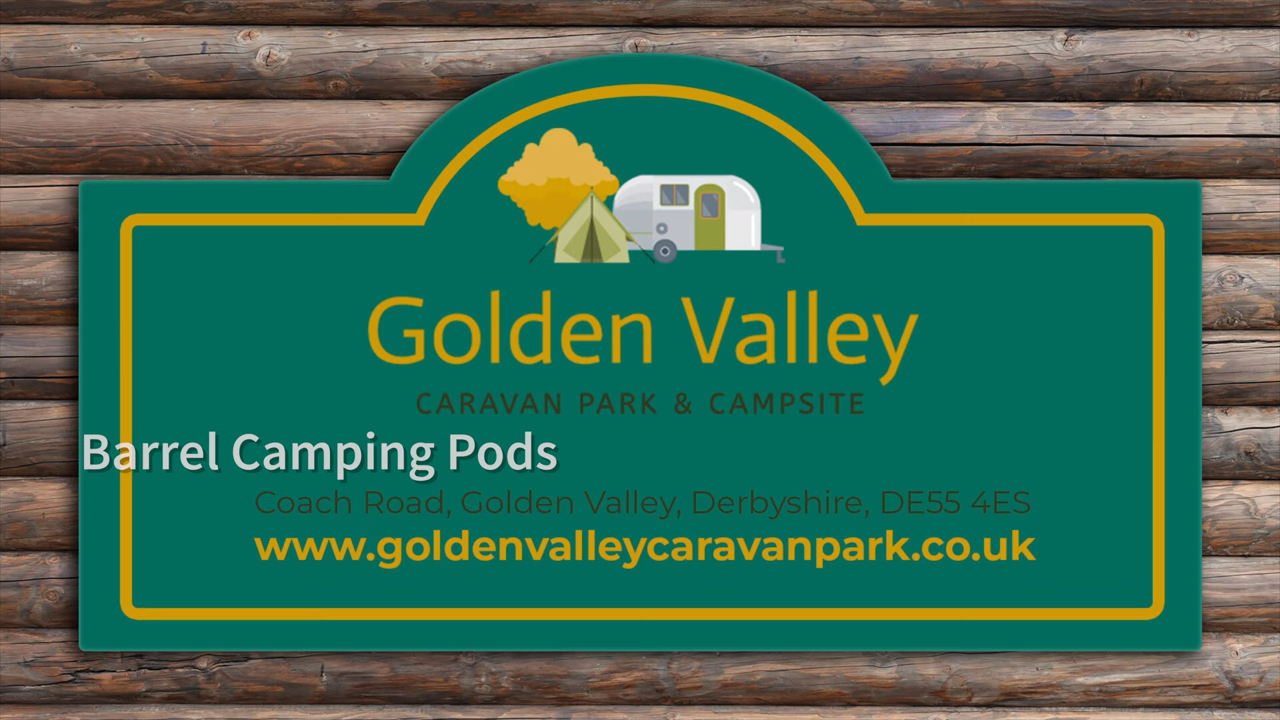 Golden Valley
CARAVAN PARK & CAMPSITE
Barrel Camping Pods
Coach Road, Golden Valley, Derbyshire, DE55 4ES
www.goldenvalleycaravanpark.co.uk